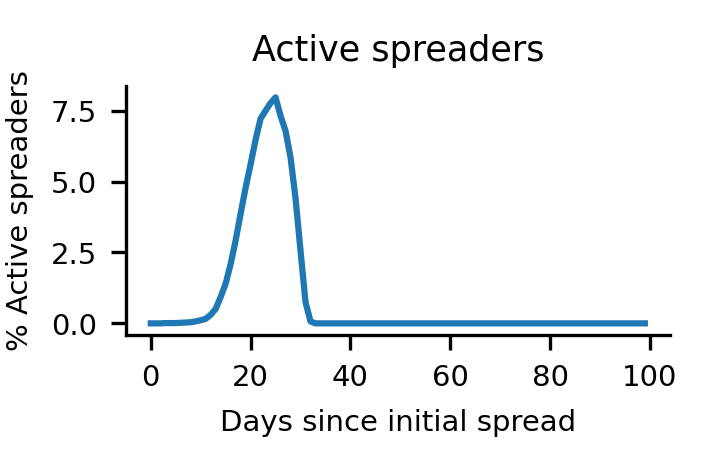 Active spreaders
% Active spreaders
7.5
5.0
2.5
0.0
0 20 40 60 80 100
Days since initial spread